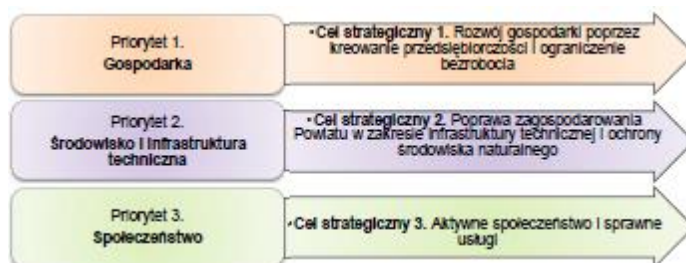 Priorytet 1.
Gospodarka
• Cel strategiczny 1. Rozwój gospodarki poprzez
kreowanie przedsiębiorczości i ograniczenie
bezrobocia
Priorytet 2.
Środowisko i infrastruktura
techniczna
• Cel strategiczny 2. Poprawa zagospodarowania
Powiatu w zakresie infrastruktury technicznej i ochrony
środowiska naturalnego
Priorytet 3.
Społeczeństwo
• Cel strategiczny 3. Aktywne społeczeństwo i sprawne
usługi